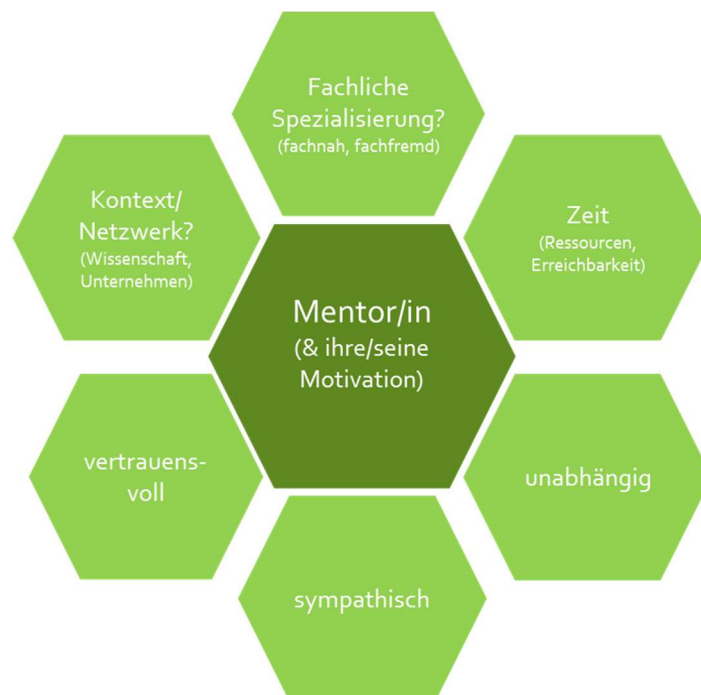 Fachliche
Spezialisierung?
(fachnah, fachfremd)
Kontext/
Netzwerk?
(Wissenschaft,
Unternehmen)
Zeit
(Ressourcen,
Erreichbarkeit)
Mentor/in
(& ihre/seine
Motivation)
vertrauens-
voll
unabhängig
sympathisch